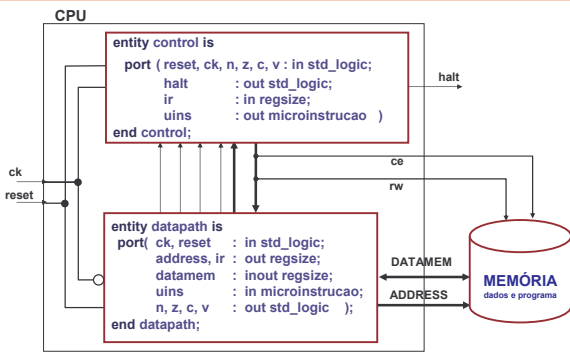 CPU
entity control is
port ( reset, ck, n, z, c, v : in std_logic;
halt : out std_logic;
ir : in regsize;
uins : out microinstrucao )
end control;
halt
ce
rw
ck
reset
entity datapath is
port( ck, reset : in std_logic;
address, ir : out regsize;
datamem : inout regsize;
uins : in microinstrucao;
n, z, c, v : out std_logic );
end datapath;
DATAMEM
ADDRESS
MEMÓRIA
dados e programa